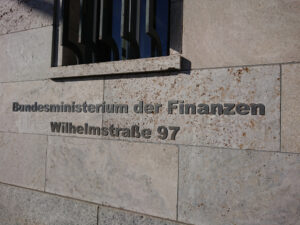 Bundesministerium der Finanzen
Wilhelmstraße 97